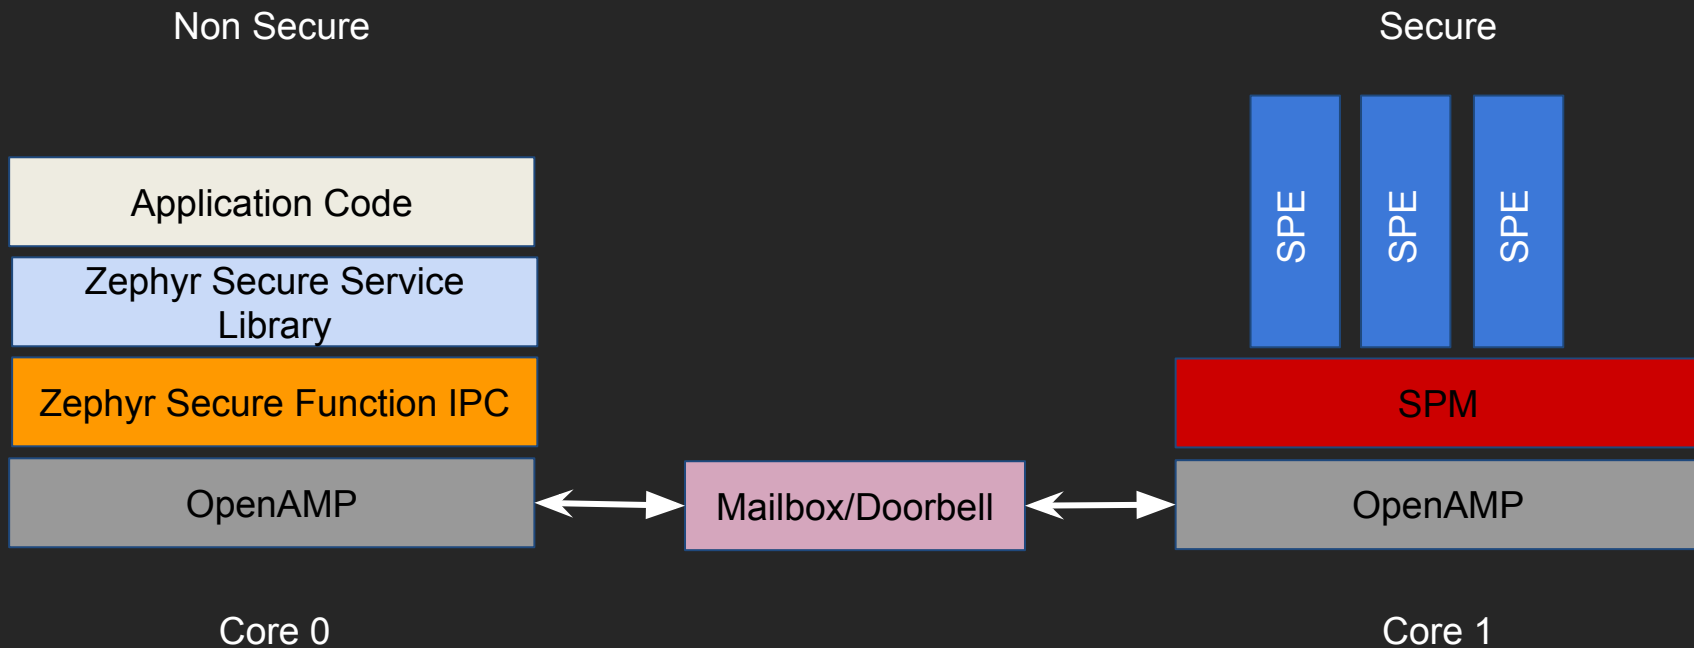 Non Secure
Secure
Application Code
Zephyr Secure Service
Library
Zephyr Secure Function IPC
OpenAMP
Mailbox/Doorbell
SPE
SPE
SPE
SPM
OpenAMP
Core 0
Core 1